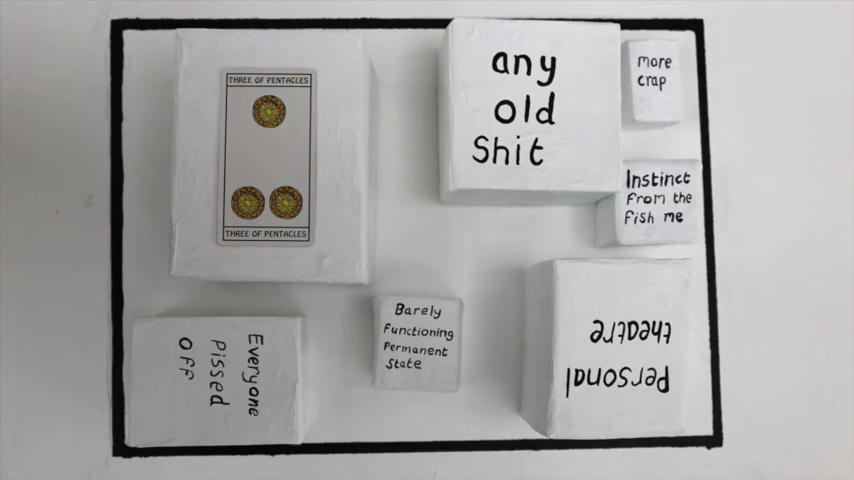 THREE OF PENTACLES
THREE OF PENTACLES
any
old
Shit
more
crap
Instinct
From the
fish me
Everyone
Pissed
OFF
Barely
Functioning
Permanent
State
Personal
theatre